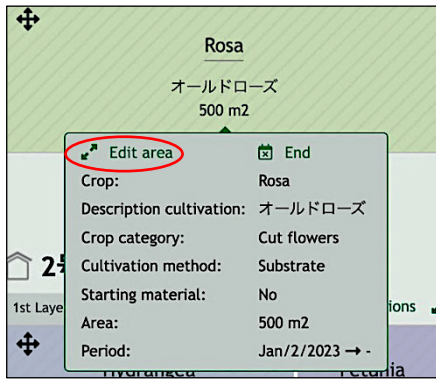 Rosa
オールドローズ
500 m2
Edit area End
Crop: Rosa
Description cultivation: オールドローズ
Crop category: Cut flowers
Cultivation method: Substrate
Starting material: No
Area: 500 m2
Period: Jan/2/2023 → -
1st Laye
ions
Hydrangea Petunia